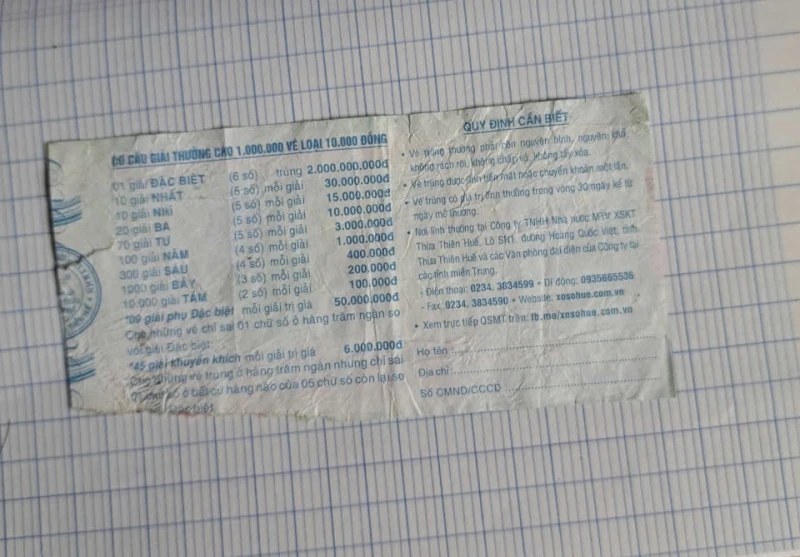 CƠ CẤU GIẢI THƯỞNG CHO 1.000.000 VÉ LOẠI 10.000 ĐỒNG
01 giải ĐẶC BIỆT (6 số) trúng 2.000.000.000đ
10 giải NHẤT (5 số) mỗi giải 30.000.000đ
10 giải NHÌ (5 số) mỗi giải 15.000.000đ
20 giải BA (5 số) mỗi giải 10.000.000đ
70 giải TƯ (5 số) mỗi giải 3.000.000đ
100 giải NĂM (4 số) mỗi giải 1.000.000đ
300 giải SÁU (4 số) mỗi giải 400.000đ
1000 giải BẢY (3 số) mỗi giải 200.000đ
10.000 giải TÁM (2 số) mỗi giải 100.000đ
*09 giải phụ Đặc biệt mỗi giải trị giá 50.000.000đ
Cho những vé chỉ sai 01 chữ số ở hàng trăm ngàn so
với giải Đặc biệt.
*45 giải Khuyến khích mỗi giải trị giá 6.000.000đ
Cho những vé trúng ở hàng trăm ngàn nhưng chỉ sai
01 chữ số ở bất cứ hàng nào của 05 chữ số còn lại so
giải Đặc biệt
QUY ĐỊNH CẦN BIẾT
• Vé trúng thưởng phải còn nguyên hình, nguyên khổ,
không rách rời, không chắp vá, không tẩy xóa.
• Vé trúng được lĩnh tiền mặt hoặc chuyển khoản một lần.
• Vé trúng có giá trị lĩnh thưởng trong vòng 30 ngày kể từ
ngày mở thưởng.
• Nơi lĩnh thưởng tại Công ty TNHH Nhà nước MTV XSKT
Thừa Thiên Huế, Lô SN1, đường Hoàng Quốc Việt, tỉnh
Thừa Thiên Huế và các Văn phòng đại diện của Công ty tại
các tỉnh miền Trung.
- Điện thoại: 0234. 3834599 • Di động: 0935665536
- Fax: 0234. 3834590 • Website: xosohue.com.vn
• Xem trực tiếp QSMT trên: fb.me/xosohue.com.vn
Họ tên :
Địa chỉ :
Số CMND/CCCD :